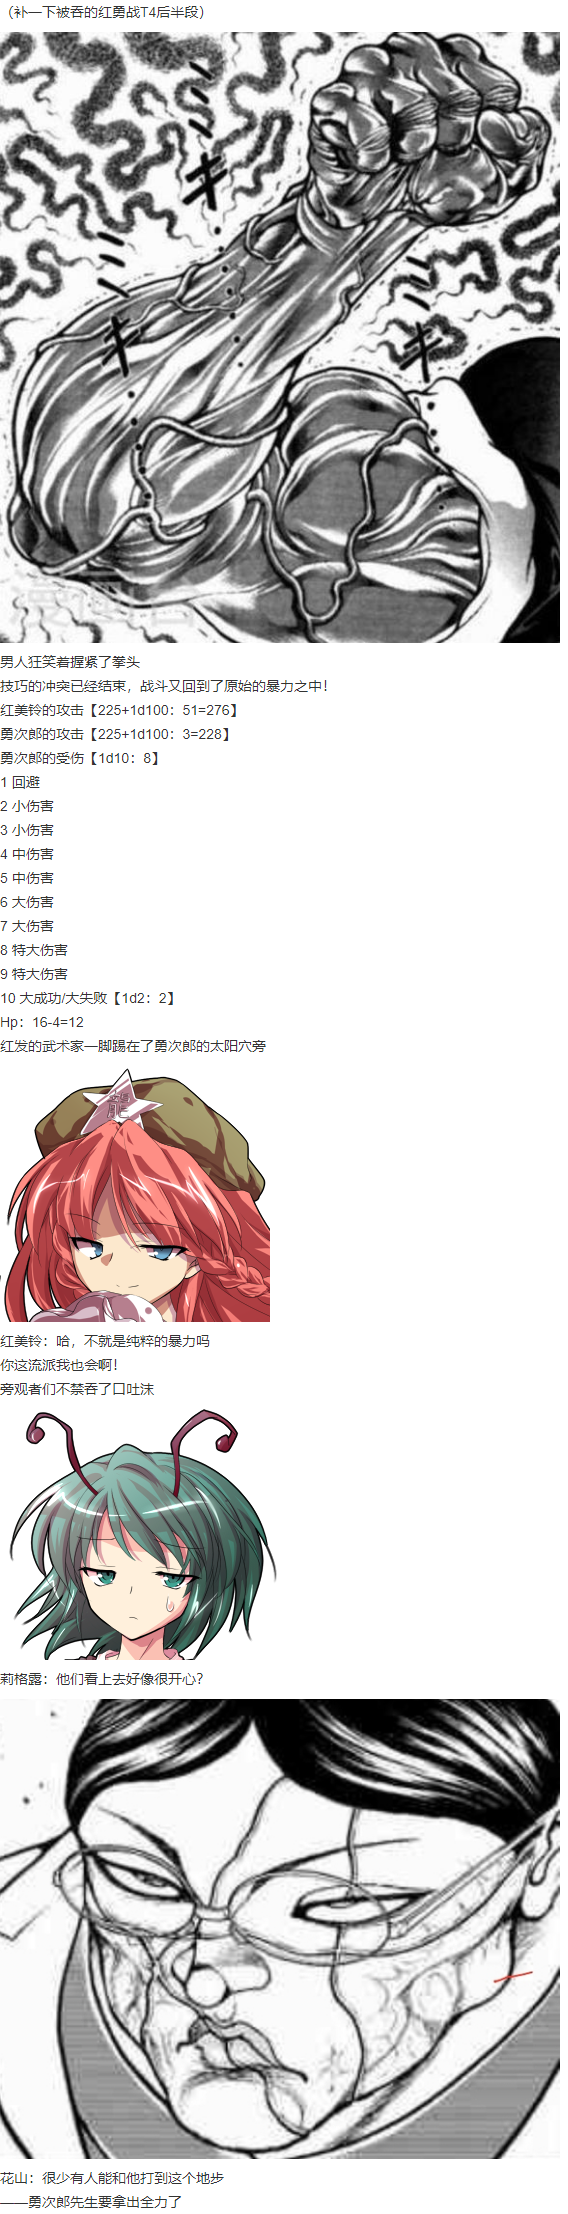 （补一下被吞的红勇战T4后半段）
男人狂笑着握紧了拳头
技巧的冲突已经结束，战斗又回到了原始的暴力之中！
红美铃的攻击【225+1d100：51=276】
勇次郎的攻击【225+1d100：3=228】
勇次郎的受伤【1d10：8】
1 回避
2 小伤害
3 小伤害
4 中伤害
5 中伤害
6 大伤害
7 大伤害
8 特大伤害
9 特大伤害
10 大成功/大失败【1d2：2】
Hp：16-4=12
红发的武术家一脚踢在了勇次郎的太阳穴旁
红美铃：哈，不就是纯粹的暴力吗
你这流派我也会啊！
旁观者们不禁吞了口吐沫
莉格露：他们看上去好像很开心？
花山：很少有人能和他打到这个地步
——勇次郎先生要拿出全力了